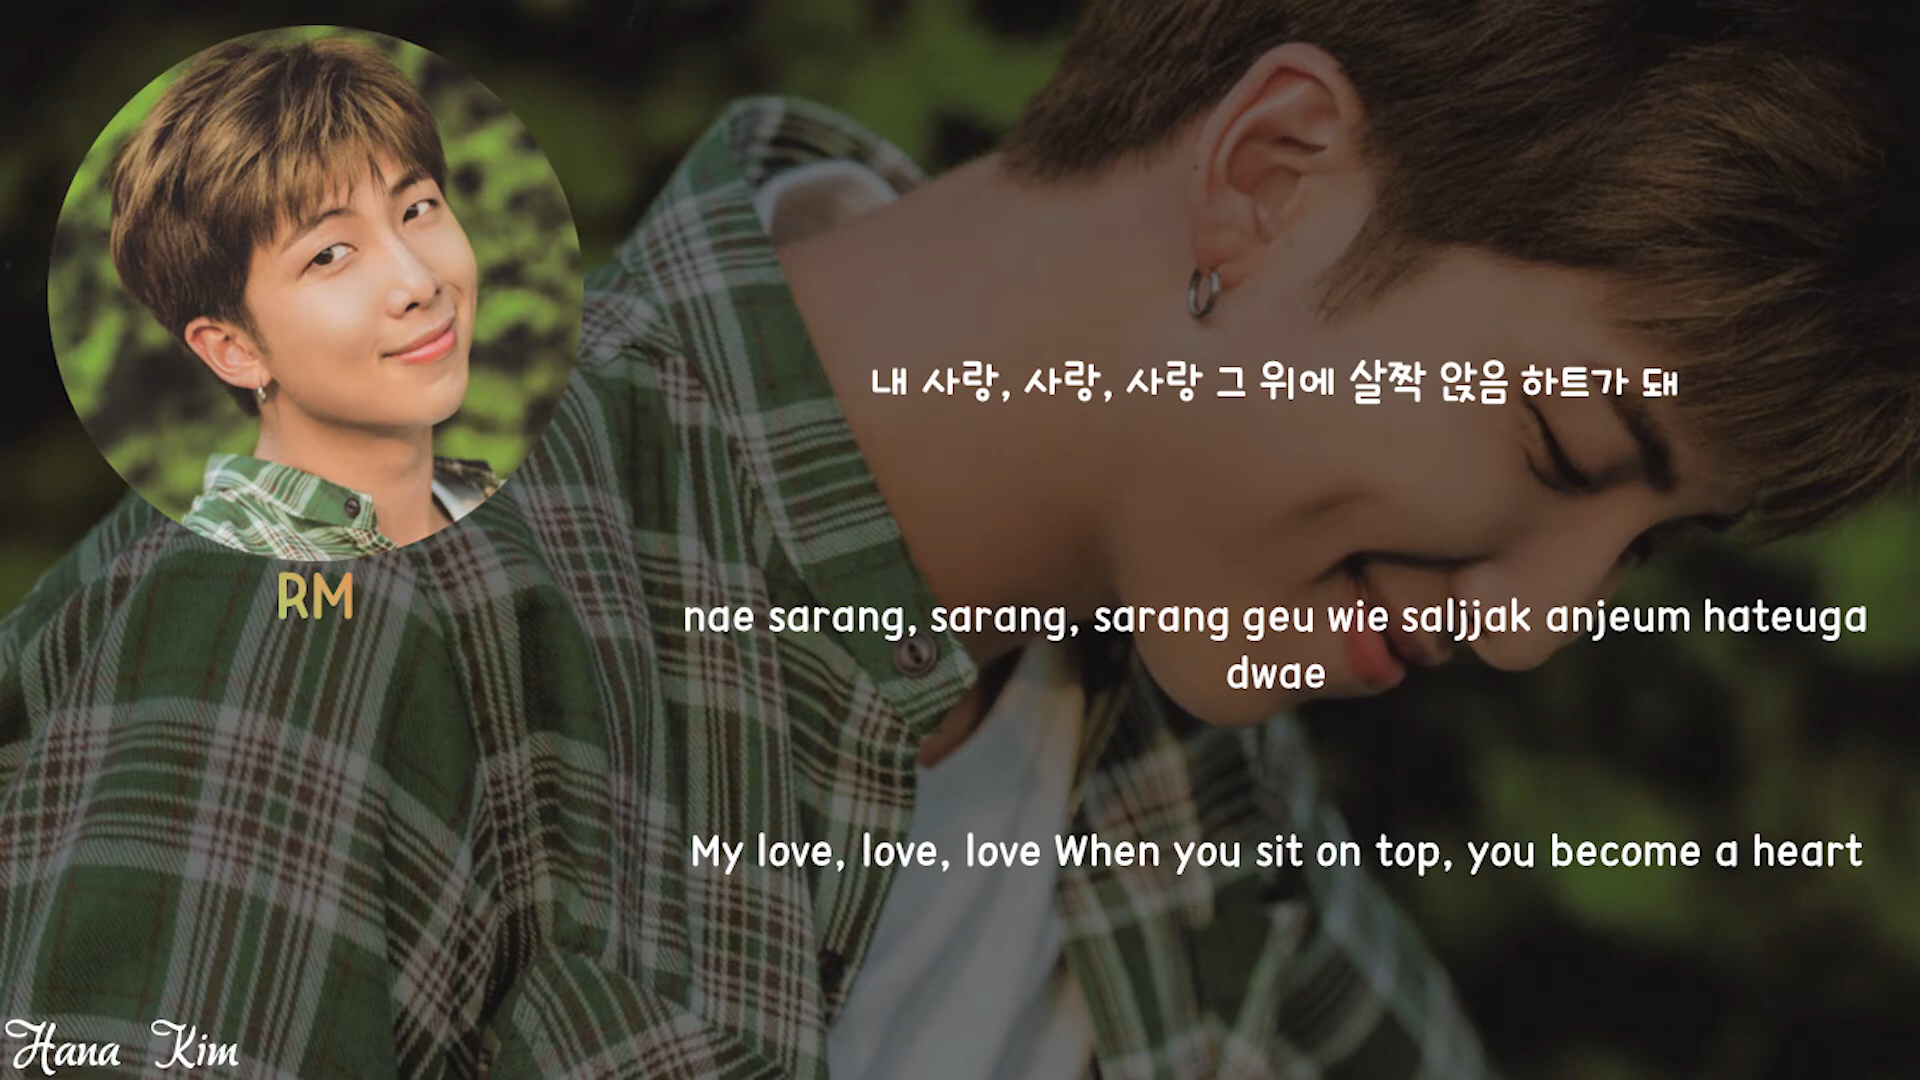 RM
내 사랑, 사랑, 사랑 그 위에 살짝 앉음 하트가 돼
nae sarang, sarang, sarang geu wie saljjak anjeum hateuga
dwae
My love, love, love When you sit on top, you become a heart
Hana Kim